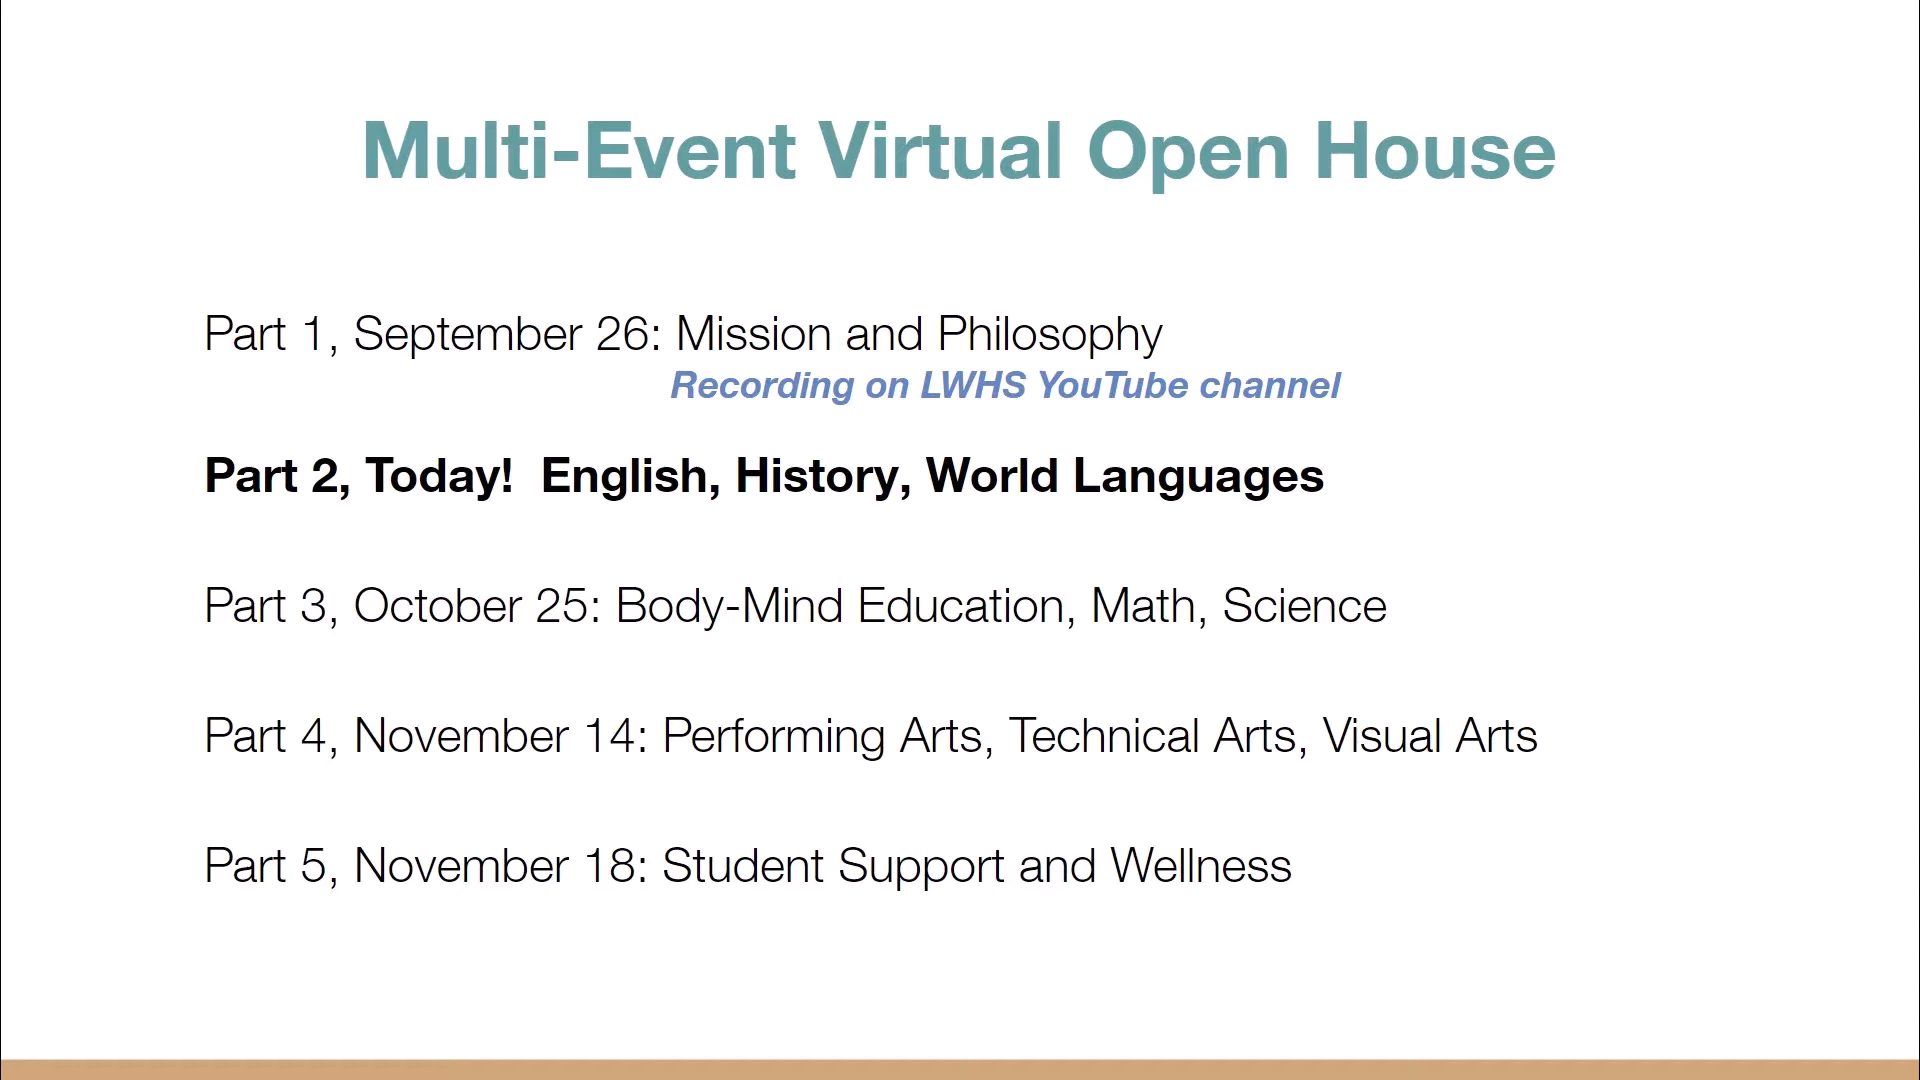 Multi-Event Virtual Open House
Part 1, September 26: Mission and Philosophy
Recording on LWHS YouTube channel
Part 2, Today!  English, History, World Languages
Part 3, October 25: Body-Mind Education, Math, Science
Part 4, November 14: Performing Arts, Technical Arts, Visual Arts
Part 5, November 18: Student Support and Wellness